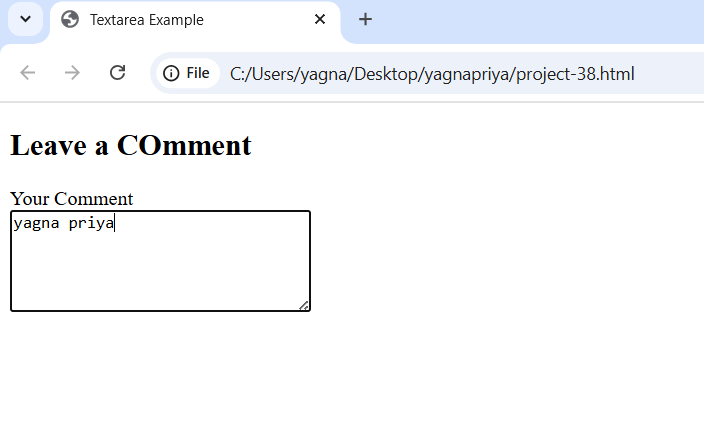 Textarea Example
File C:/Users/yagna/Desktop/yagnapriya/project-38.html
Leave a COmment
Your Comment
yagna priya